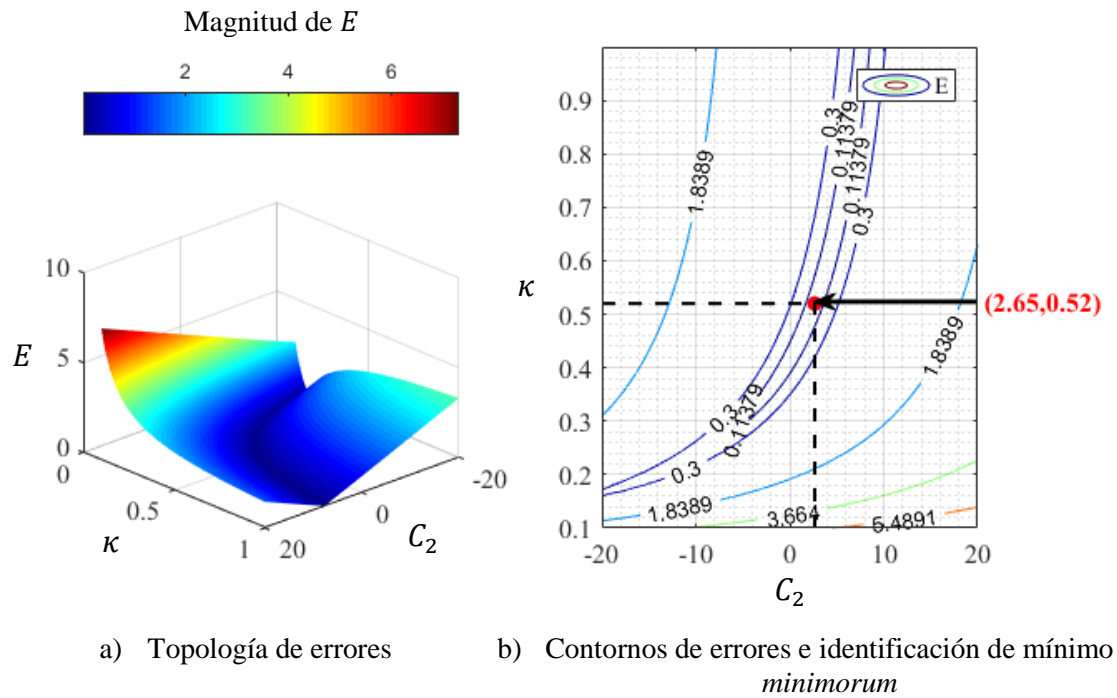 Magnitud de E
2 4 6
10
5
0
E
0
0.5
1
κ
20
0
-20
C₂
E
0.9
0.8
0.7
0.6
0.5
0.4
0.3
0.2
0.1
κ
-20 -10 0 10 20
C₂
1.8389
0.3
0.11379
0.11379
0.3
1.8389
0.3
0.11379
0.3
1.8389
3.664
5.4891
(2.65,0.52)
a) Topología de errores
b) Contornos de errores e identificación de mínimo
minimorum